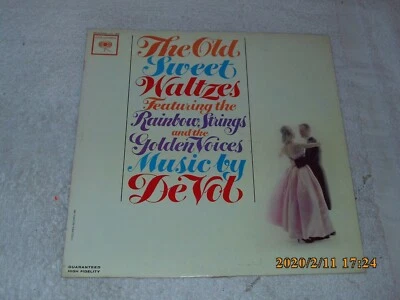 The Old
Sweet
Waltzes
Featuring the
Rainbow Strings
and the
Golden Voices
Music by
De Vol
GUARANTEED
HIGH FIDELITY
2020/2/11 17:24